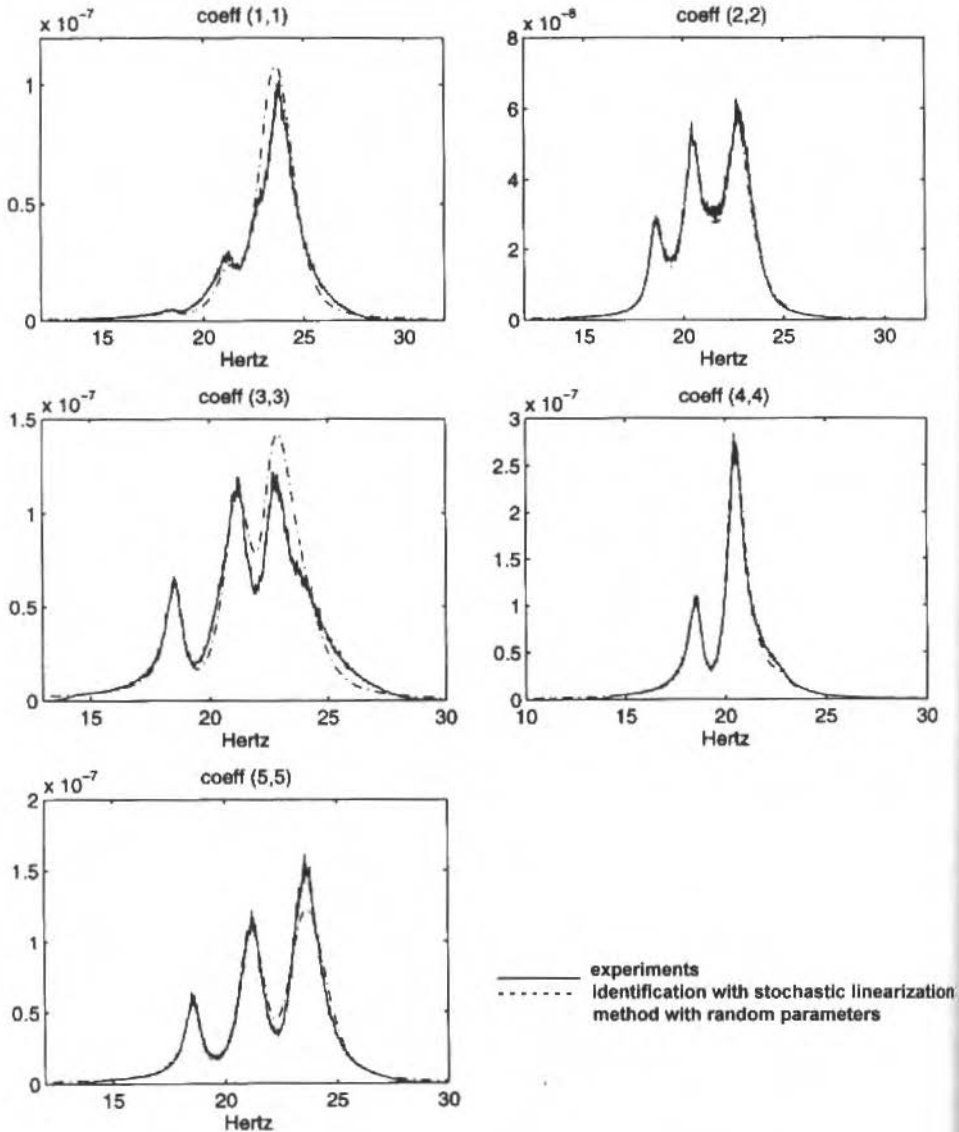 x 10⁻⁷
coeff (1,1)
1
0.5
0
15 20 25 30
Hertz
x 10⁻⁸
coeff (2,2)
8
6
4
2
0
15 20 25 30
Hertz
x 10⁻⁷
coeff (3,3)
1.5
1
0.5
0
15 20 25 30
Hertz
x 10⁻⁷
coeff (4,4)
3
2.5
2
1.5
1
0.5
0
10 15 20 25 30
Hertz
x 10⁻⁷
coeff (5,5)
2
1.5
1
0.5
0
15 20 25 30
Hertz
experiments
identification with stochastic linearization
method with random parameters